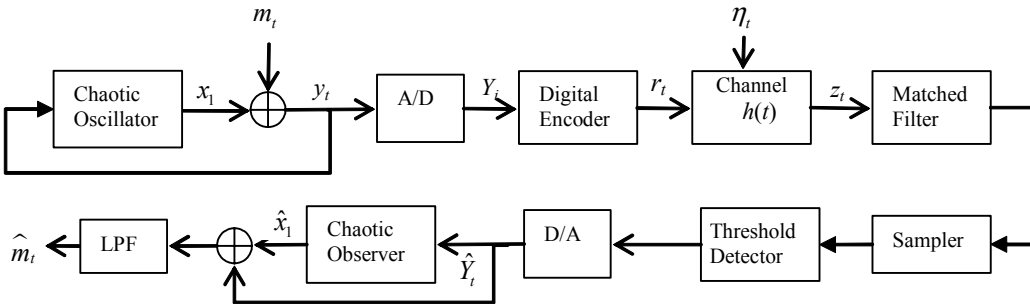 m_t
η_t
Chaotic
Oscillator
x_1
y_t
A/D
Y_i
Digital
Encoder
r_t
Channel
h(t)
z_t
Matched
Filter
m̂_t
LPF
x̂_1
Chaotic
Observer
Ŷ_t
D/A
Threshold
Detector
Sampler